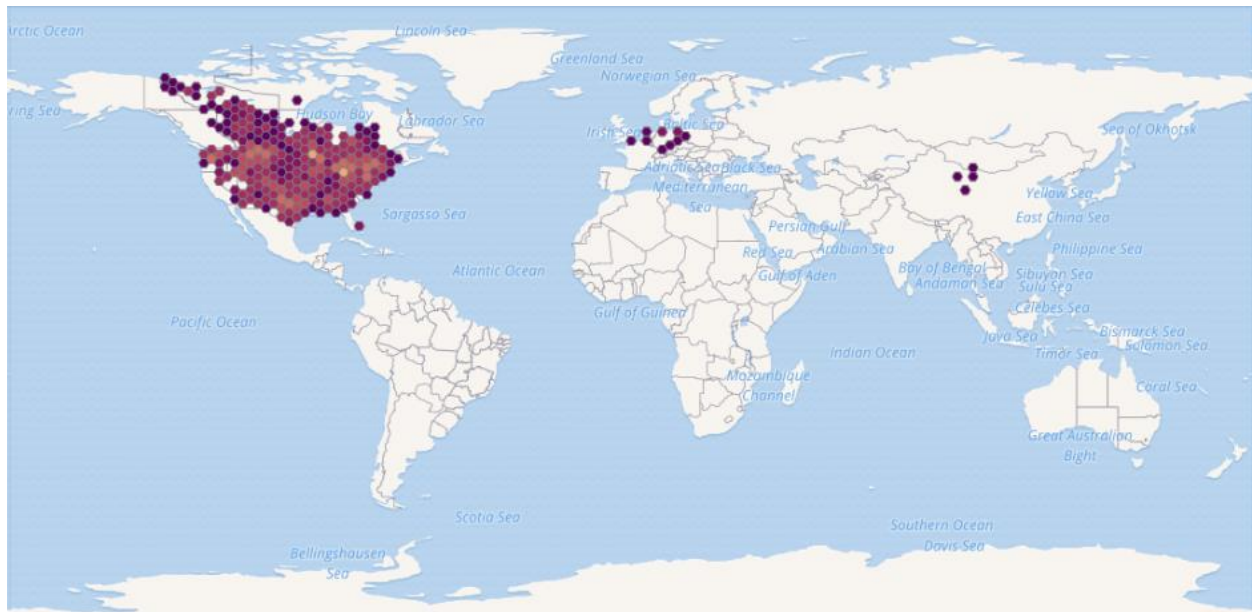 Arctic Ocean
Lincoln Sea
Greenland Sea
Norwegian Sea
ring Sea
Hudson Bay
Labrador Sea
Irish Sea
Baltic Sea
Sea of Okhotsk
Adriatic Sea
Black Sea
Mediterranean
Sea
Yellow Sea
Sargasso Sea
East China Sea
Persian Gulf
Red Sea
Arabian Sea
Philippine Sea
Atlantic Ocean
Gulf of Aden
Bay of Bengal
Andaman Sea
Sibuyan Sea
Sulu Sea
Gulf of Guinea
Celebes Sea
Pacific Ocean
Indian Ocean
Java Sea
Bismarck Sea
Solomon Sea
Timor Sea
Mozambique
Channel
Coral Sea
Great Australian
Bight
Scotia Sea
Southern Ocean
Davis Sea
Bellingshausen
Sea